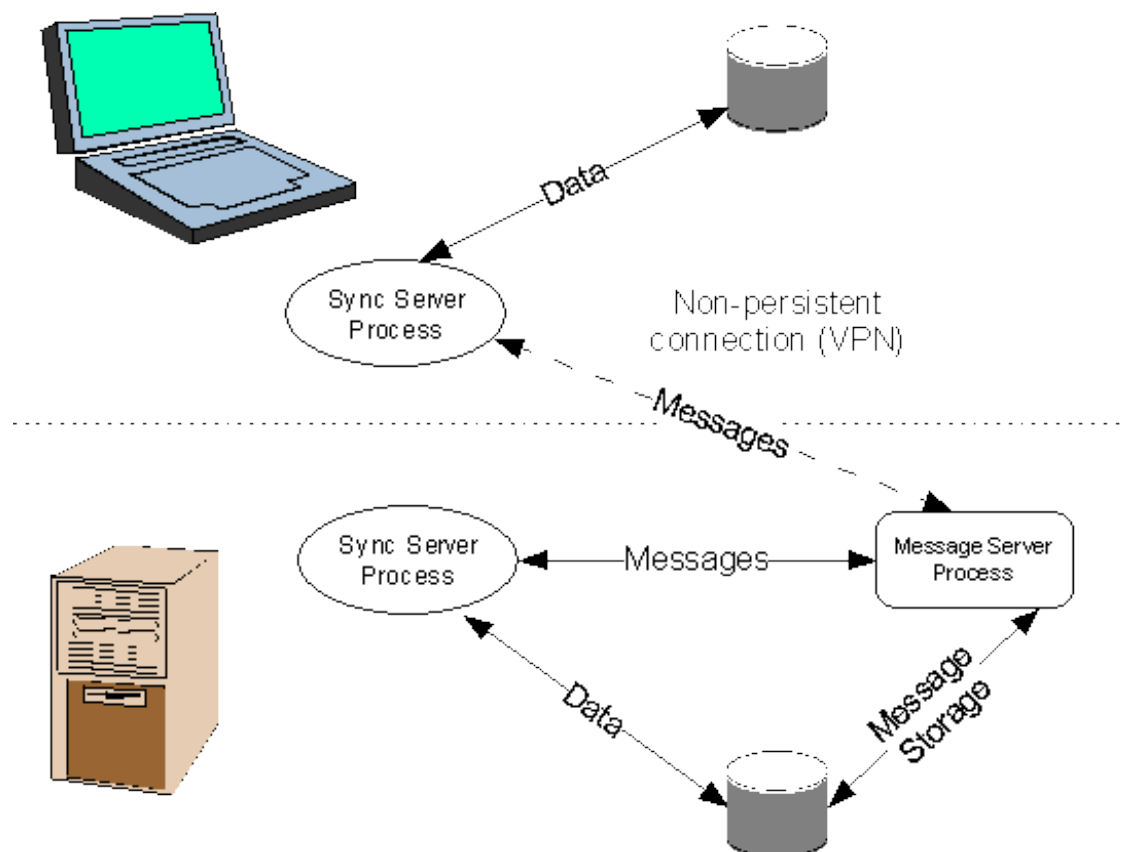 Data
Sync Server
Process
Non-persistent
connection (VPN)
Messages
Sync Server
Process
Messages
Message Server
Process
Data
Message
Storage